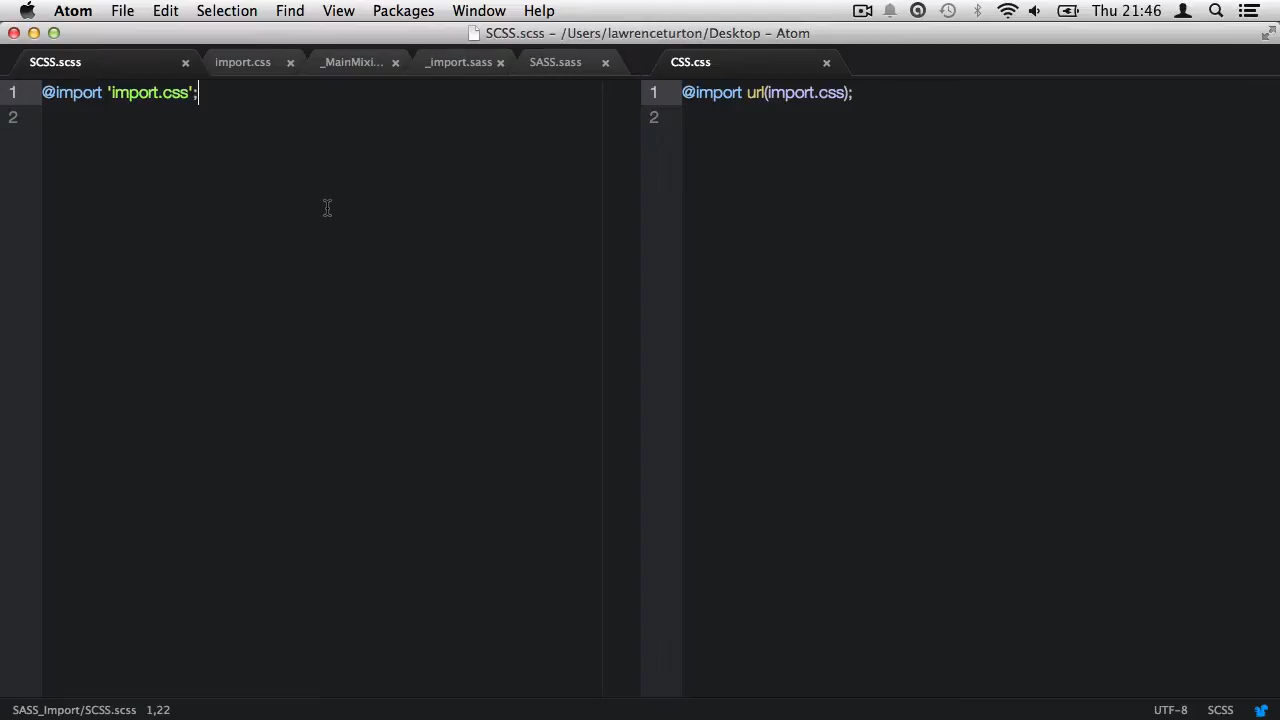 Atom File Edit Selection Find View Packages Window Help Thu 21:46
SCSS.scss – /Users/lawrenceturton/Desktop – Atom
SCSS.scss import.css _MainMixi... _import.sass SASS.sass CSS.css
1 @import 'import.css';
2
1 @import url(import.css);
2
SASS_Import/SCSS.scss 1,22 UTF-8 SCSS